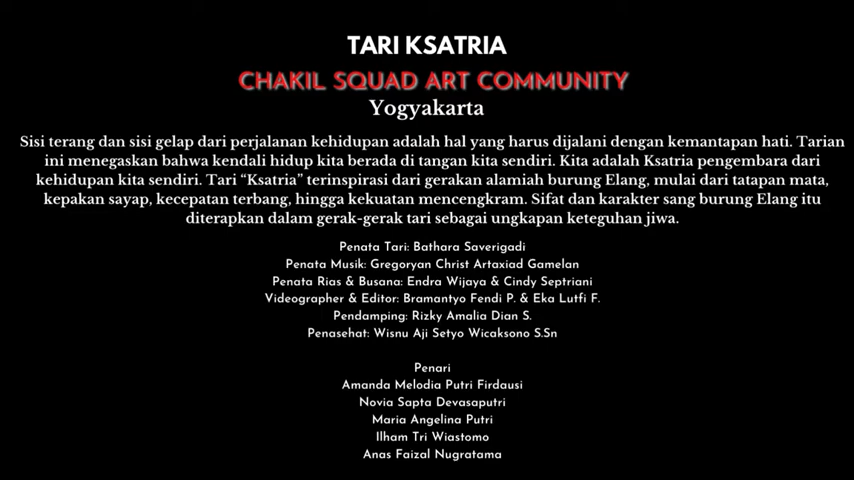 TARI KSATRIA
CHAKIL SQUAD ART COMMUNITY
Yogyakarta
Sisi terang dan sisi gelap dari perjalanan kehidupan adalah hal yang harus dijalani dengan kemantapan hati. Tarian
ini menegaskan bahwa kendali hidup kita berada di tangan kita sendiri. Kita adalah Ksatria pengembara dari
kehidupan kita sendiri. Tari “Ksatria” terinspirasi dari gerakan alamiah burung Elang, mulai dari tatapan mata,
kepakan sayap, kecepatan terbang, hingga kekuatan mencengkram. Sifat dan karakter sang burung Elang itu
diterapkan dalam gerak-gerak tari sebagai ungkapan keteguhan jiwa.
Penata Tari: Bathara Saverigadi
Penata Musik: Gregoryan Christ Artaxiad Gamelan
Penata Rias & Busana: Endra Wijaya & Cindy Septriani
Videographer & Editor: Bramantyo Fendi P. & Eka Lutfi F.
Pendamping: Rizky Amalia Dian S.
Penasehat: Wisnu Aji Setyo Wicaksono S.Sn
Penari
Amanda Melodia Putri Firdausi
Novia Sapta Devasaputri
Maria Angelina Putri
Ilham Tri Wiastomo
Anas Faizal Nugratama